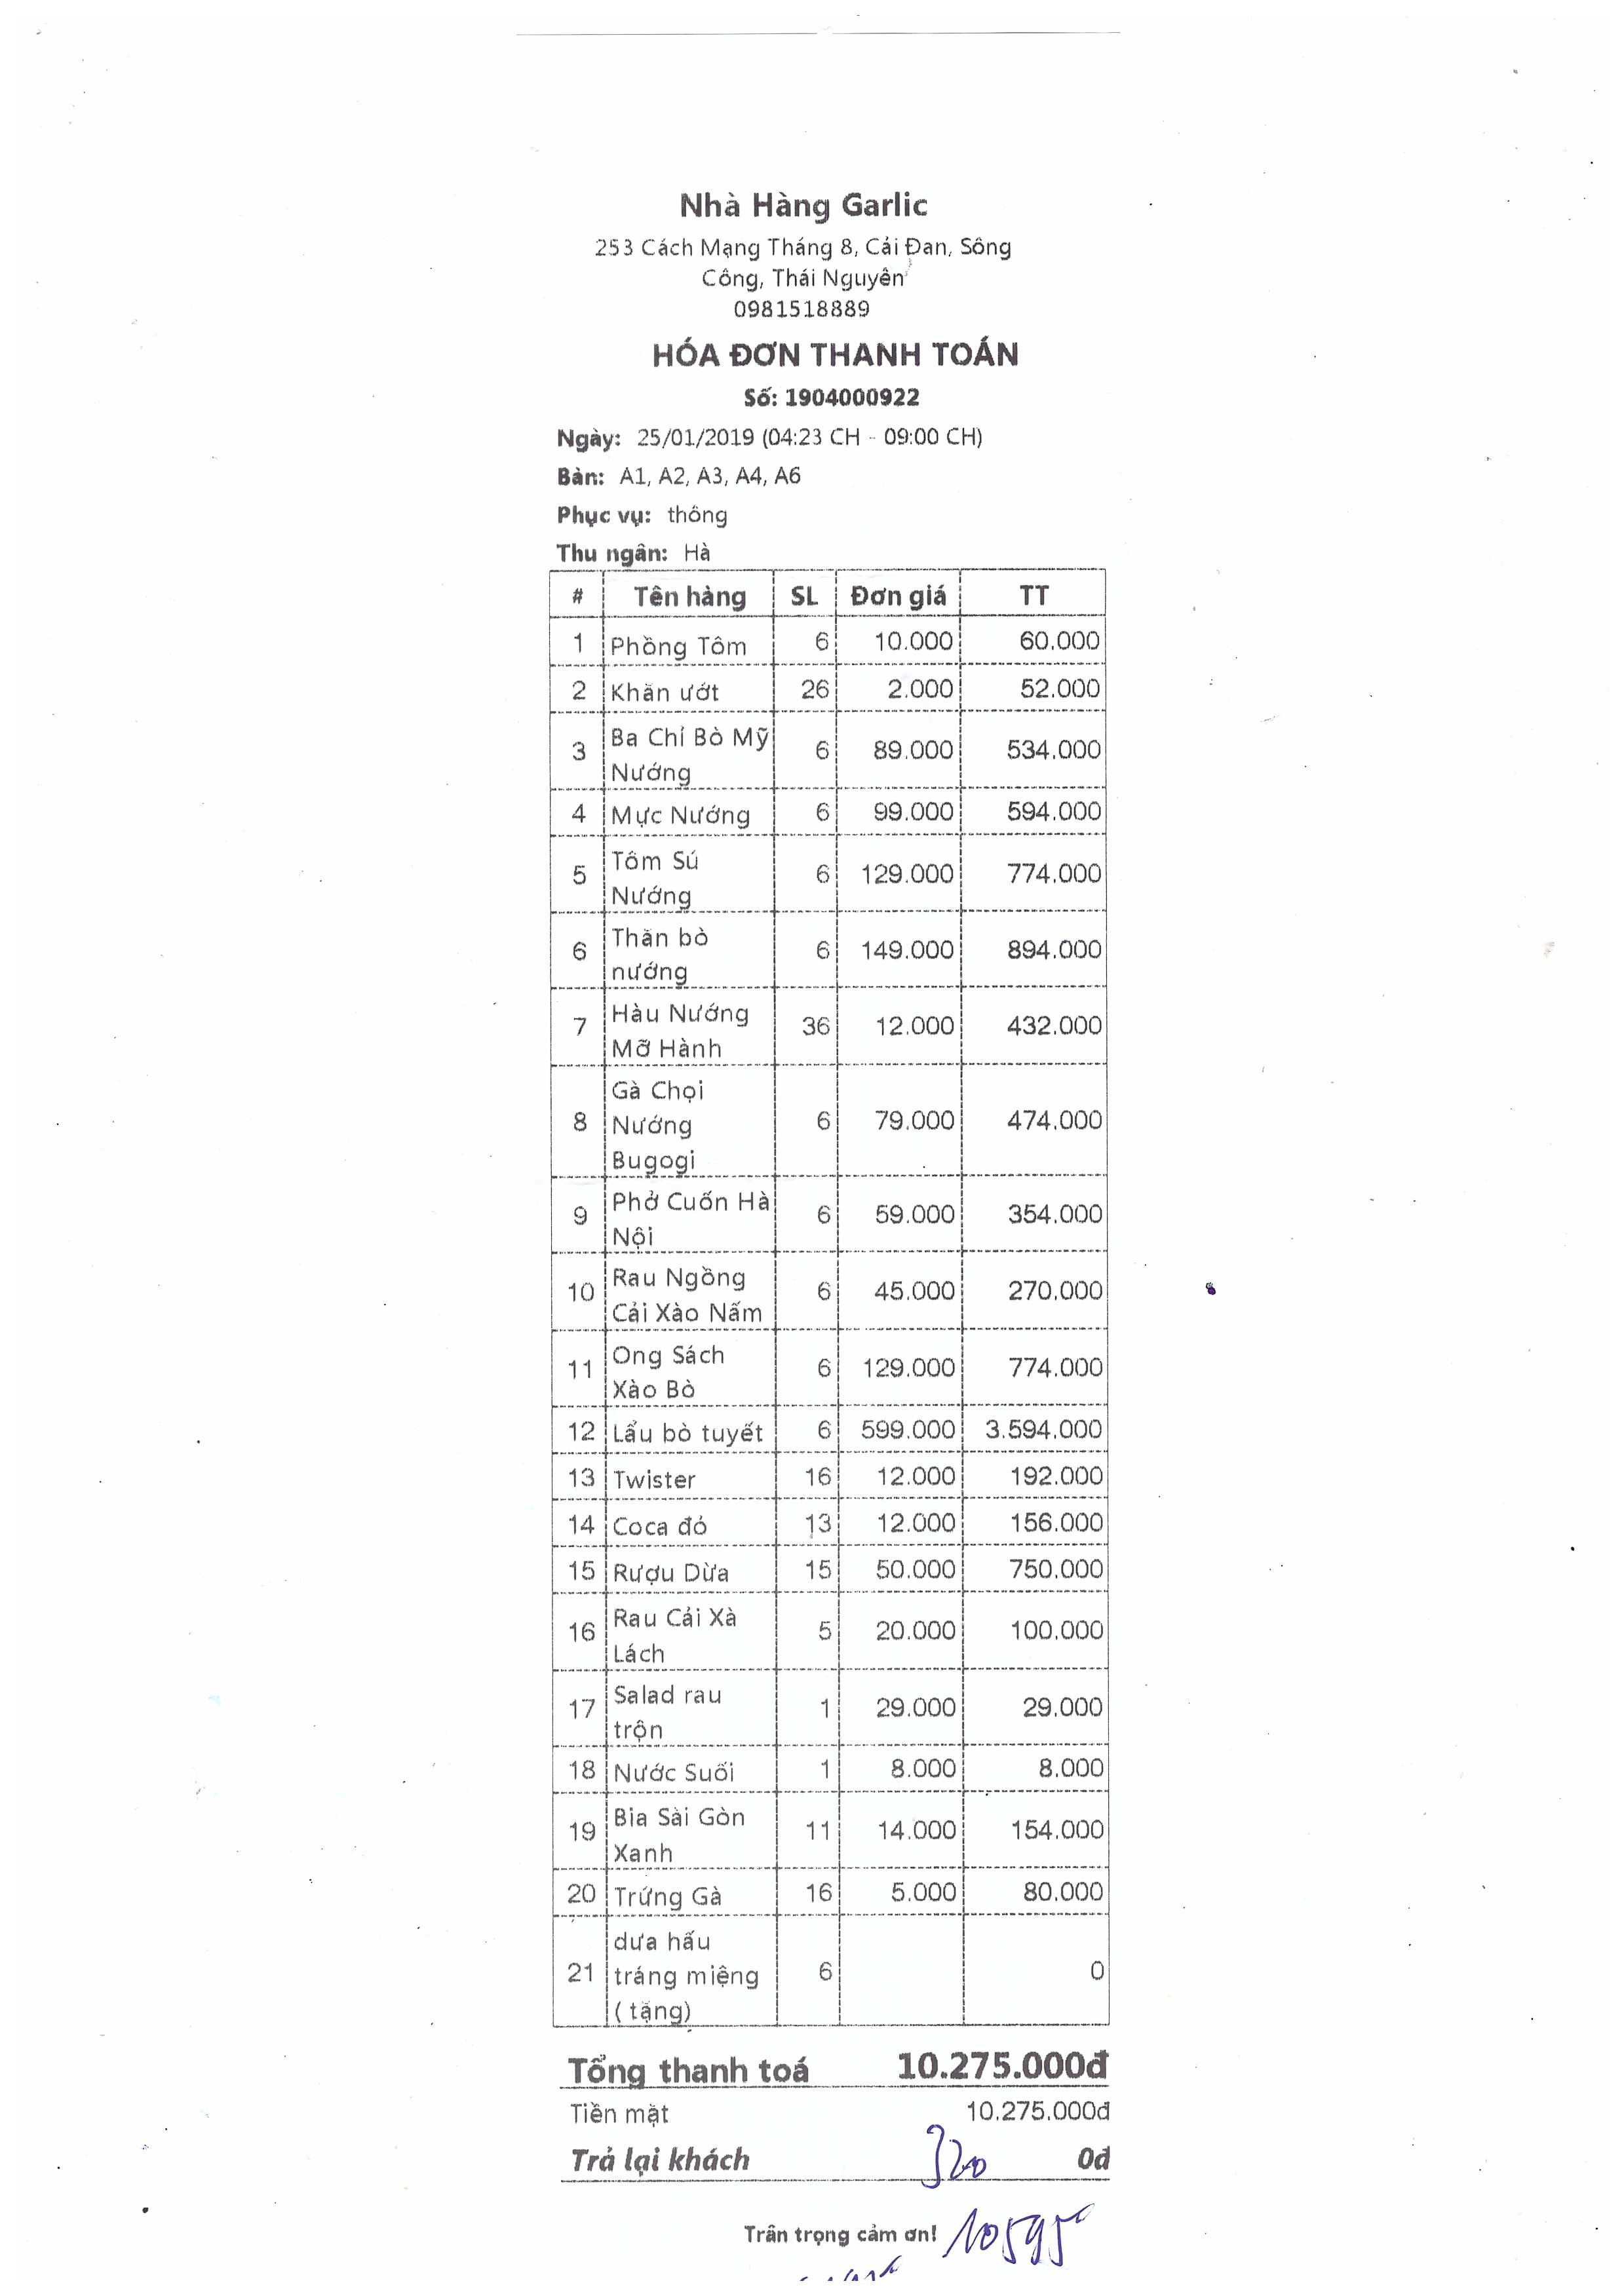 Nhà Hàng Garlic
253 Cách Mạng Tháng 8, Cải Đan, Sông
Công, Thái Nguyên
0981518889
HÓA ĐƠN THANH TOÁN
Số: 1904000922
Ngày: 25/01/2019 (04:23 CH - 09:00 CH)
Bàn: A1, A2, A3, A4, A6
Phục vụ: thông
Thu ngân: Hà
# Tên hàng SL Đơn giá TT
1 Phồng Tôm 6 10.000 60.000
2 Khăn ướt 26 2.000 52.000
3 Ba Chỉ Bò Mỹ Nướng 6 89.000 534.000
4 Mực Nướng 6 99.000 594.000
5 Tôm Sú Nướng 6 129.000 774.000
6 Thăn bò nướng 6 149.000 894.000
7 Hàu Nướng Mỡ Hành 36 12.000 432.000
8 Gà Chọi Nướng Bugogi 6 79.000 474.000
9 Phở Cuốn Hà Nội 6 59.000 354.000
10 Rau Ngồng Cải Xào Nấm 6 45.000 270.000
11 Ong Sách Xào Bò 6 129.000 774.000
12 Lẩu bò tuyết 6 599.000 3.594.000
13 Twister 16 12.000 192.000
14 Coca đỏ 13 12.000 156.000
15 Rượu Dừa 15 50.000 750.000
16 Rau Cải Xà Lách 5 20.000 100.000
17 Salad rau trộn 1 29.000 29.000
18 Nước Suối 1 8.000 8.000
19 Bia Sài Gòn Xanh 11 14.000 154.000
20 Trứng Gà 16 5.000 80.000
21 dưa hấu tráng miệng ( tặng) 6 0
Tổng thanh toá 10.275.000đ
Tiền mặt 10.275.000đ
Trả lại khách 0đ
320
Trân trọng cảm ơn! 10595